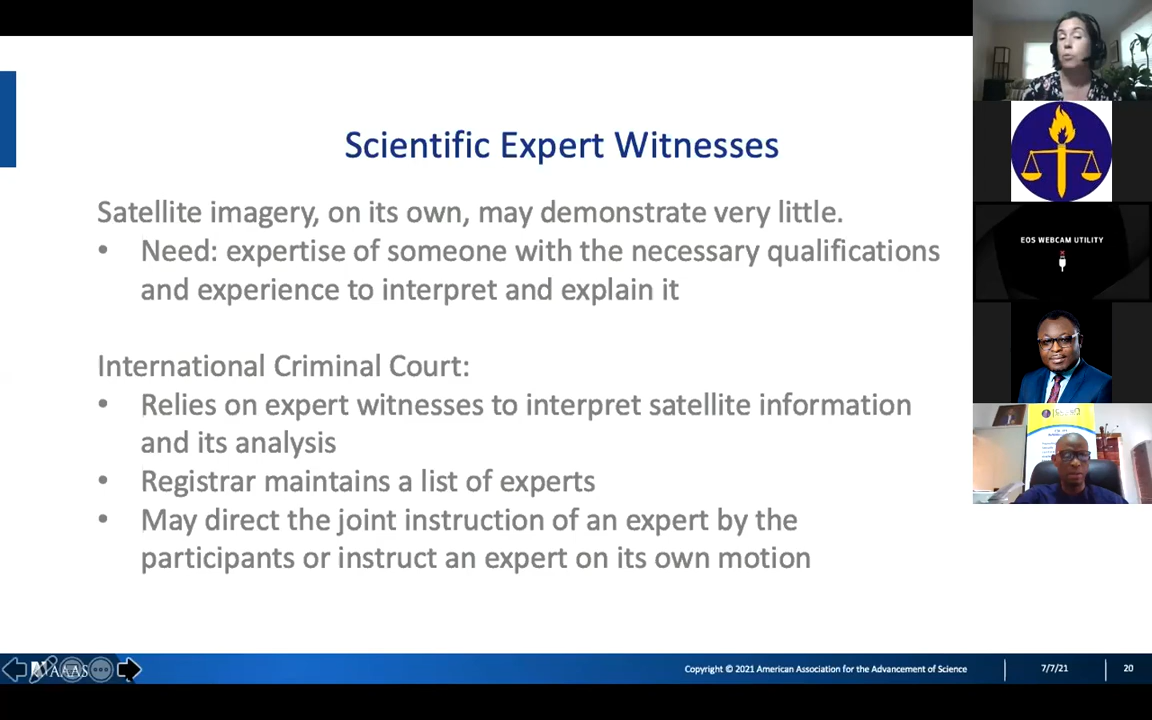 Scientific Expert Witnesses
Satellite imagery, on its own, may demonstrate very little.
• Need: expertise of someone with the necessary qualifications
and experience to interpret and explain it
International Criminal Court:
• Relies on expert witnesses to interpret satellite information
and its analysis
• Registrar maintains a list of experts
• May direct the joint instruction of an expert by the
participants or instruct an expert on its own motion
EOS WEBCAM UTILITY
AAAS
Copyright © 2021 American Association for the Advancement of Science
7/7/21
20